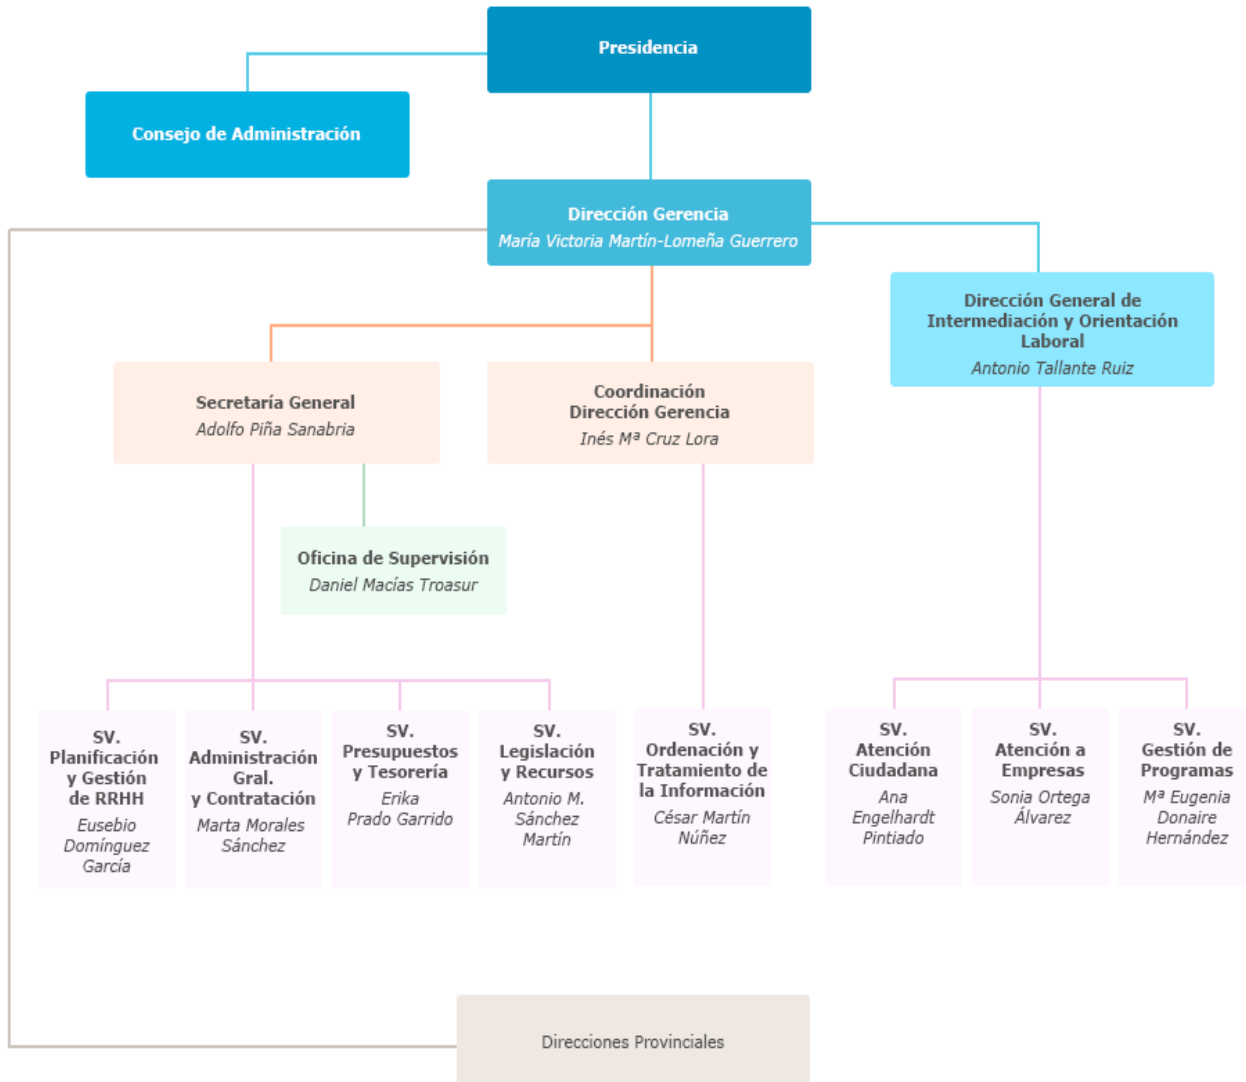 Presidencia
Consejo de Administración
Dirección Gerencia
María Victoria Martín-Lomeña Guerrero
Dirección General de
Intermediación y Orientación
Laboral
Antonio Tallante Ruiz
Secretaría General
Adolfo Piña Sanabria
Coordinación
Dirección Gerencia
Inés Mª Cruz Lora
Oficina de Supervisión
Daniel Macías Troasur
SV.
Planificación
y Gestión
de RRHH
Eusebio
Domínguez
García
SV.
Administración
Gral.
y Contratación
Marta Morales
Sánchez
SV.
Presupuestos
y Tesorería
Erika
Prado Garrido
SV.
Legislación
y Recursos
Antonio M.
Sánchez
Martín
SV.
Ordenación y
Tratamiento de
la Información
César Martín
Núñez
SV.
Atención
Ciudadana
Ana
Engelhardt
Pintiado
SV.
Atención a
Empresas
Sonia Ortega
Álvarez
SV.
Gestión de
Programas
Mª Eugenia
Donaire
Hernández
Direcciones Provinciales